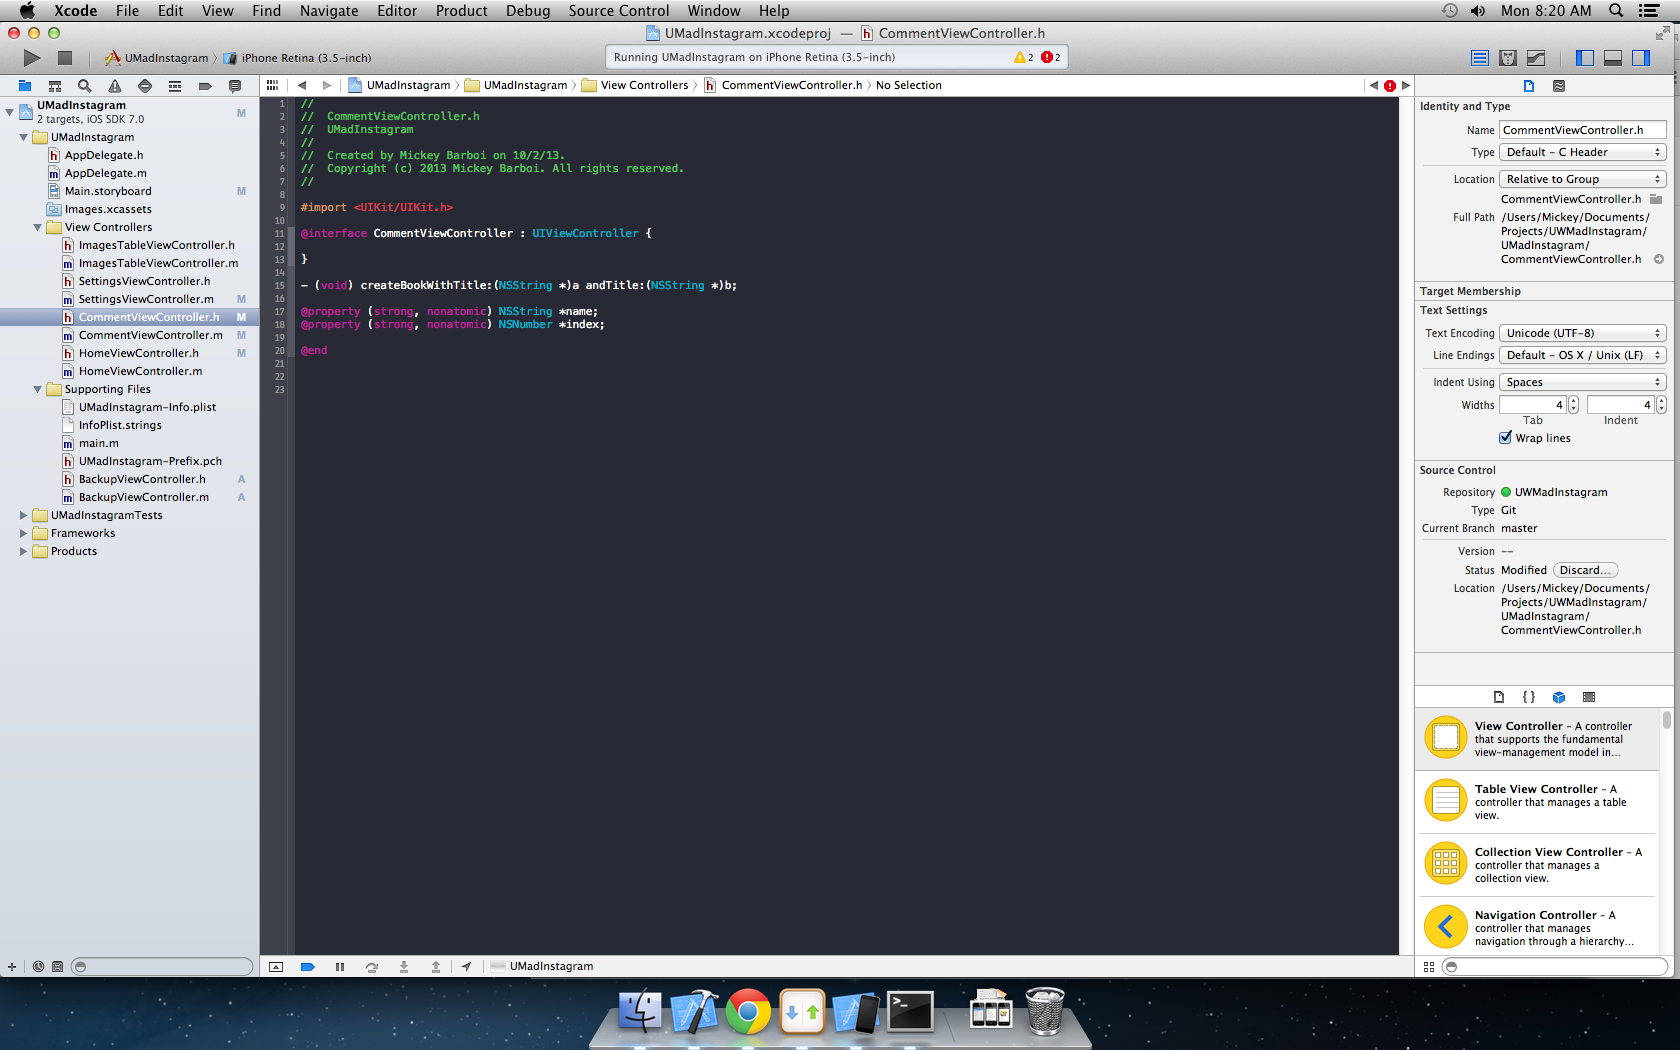 Xcode File Edit View Find Navigate Editor Product Debug Source Control Window Help Mon 8:20 AM
UMadInstagram.xcodeproj — CommentViewController.h
UMadInstagram iPhone Retina (3.5-inch)
Running UMadInstagram on iPhone Retina (3.5-inch) 2 2
UMadInstagram UMadInstagram View Controllers CommentViewController.h No Selection
UMadInstagram M
2 targets, iOS SDK 7.0
UMadInstagram
AppDelegate.h
AppDelegate.m
Main.storyboard M
Images.xcassets
View Controllers
ImagesTableViewController.h
ImagesTableViewController.m
SettingsViewController.h
SettingsViewController.m M
CommentViewController.h M
CommentViewController.m M
HomeViewController.h M
HomeViewController.m
Supporting Files
UMadInstagram-Info.plist
InfoPlist.strings
main.m
UMadInstagram-Prefix.pch
BackupViewController.h A
BackupViewController.m A
UMadInstagramTests
Frameworks
Products
1 //
2 // CommentViewController.h
3 // UMadInstagram
4 //
5 // Created by Mickey Barboi on 10/2/13.
6 // Copyright (c) 2013 Mickey Barboi. All rights reserved.
7 //
8
9 #import <UIKit/UIKit.h>
10
11 @interface CommentViewController : UIViewController {
12
13 }
14
15 - (void) createBookWithTitle:(NSString *)a andTitle:(NSString *)b;
16
17 @property (strong, nonatomic) NSString *name;
18 @property (strong, nonatomic) NSNumber *index;
19
20 @end
21
22
23
UMadInstagram
Identity and Type
Name CommentViewController.h
Type Default - C Header
Location Relative to Group
CommentViewController.h
Full Path /Users/Mickey/Documents/
Projects/UWMadInstagram/
UMadInstagram/
CommentViewController.h
Target Membership
Text Settings
Text Encoding Unicode (UTF-8)
Line Endings Default - OS X / Unix (LF)
Indent Using Spaces
Widths 4 4
Tab Indent
Wrap lines
Source Control
Repository UWMadInstagram
Type Git
Current Branch master
Version --
Status Modified Discard...
Location /Users/Mickey/Documents/
Projects/UWMadInstagram/
UMadInstagram/
CommentViewController.h
{ }
View Controller - A controller
that supports the fundamental
view-management model in...
Table View Controller - A
controller that manages a table
view.
Collection View Controller - A
controller that manages a
collection view.
Navigation Controller - A
controller that manages
navigation through a hierarchy...